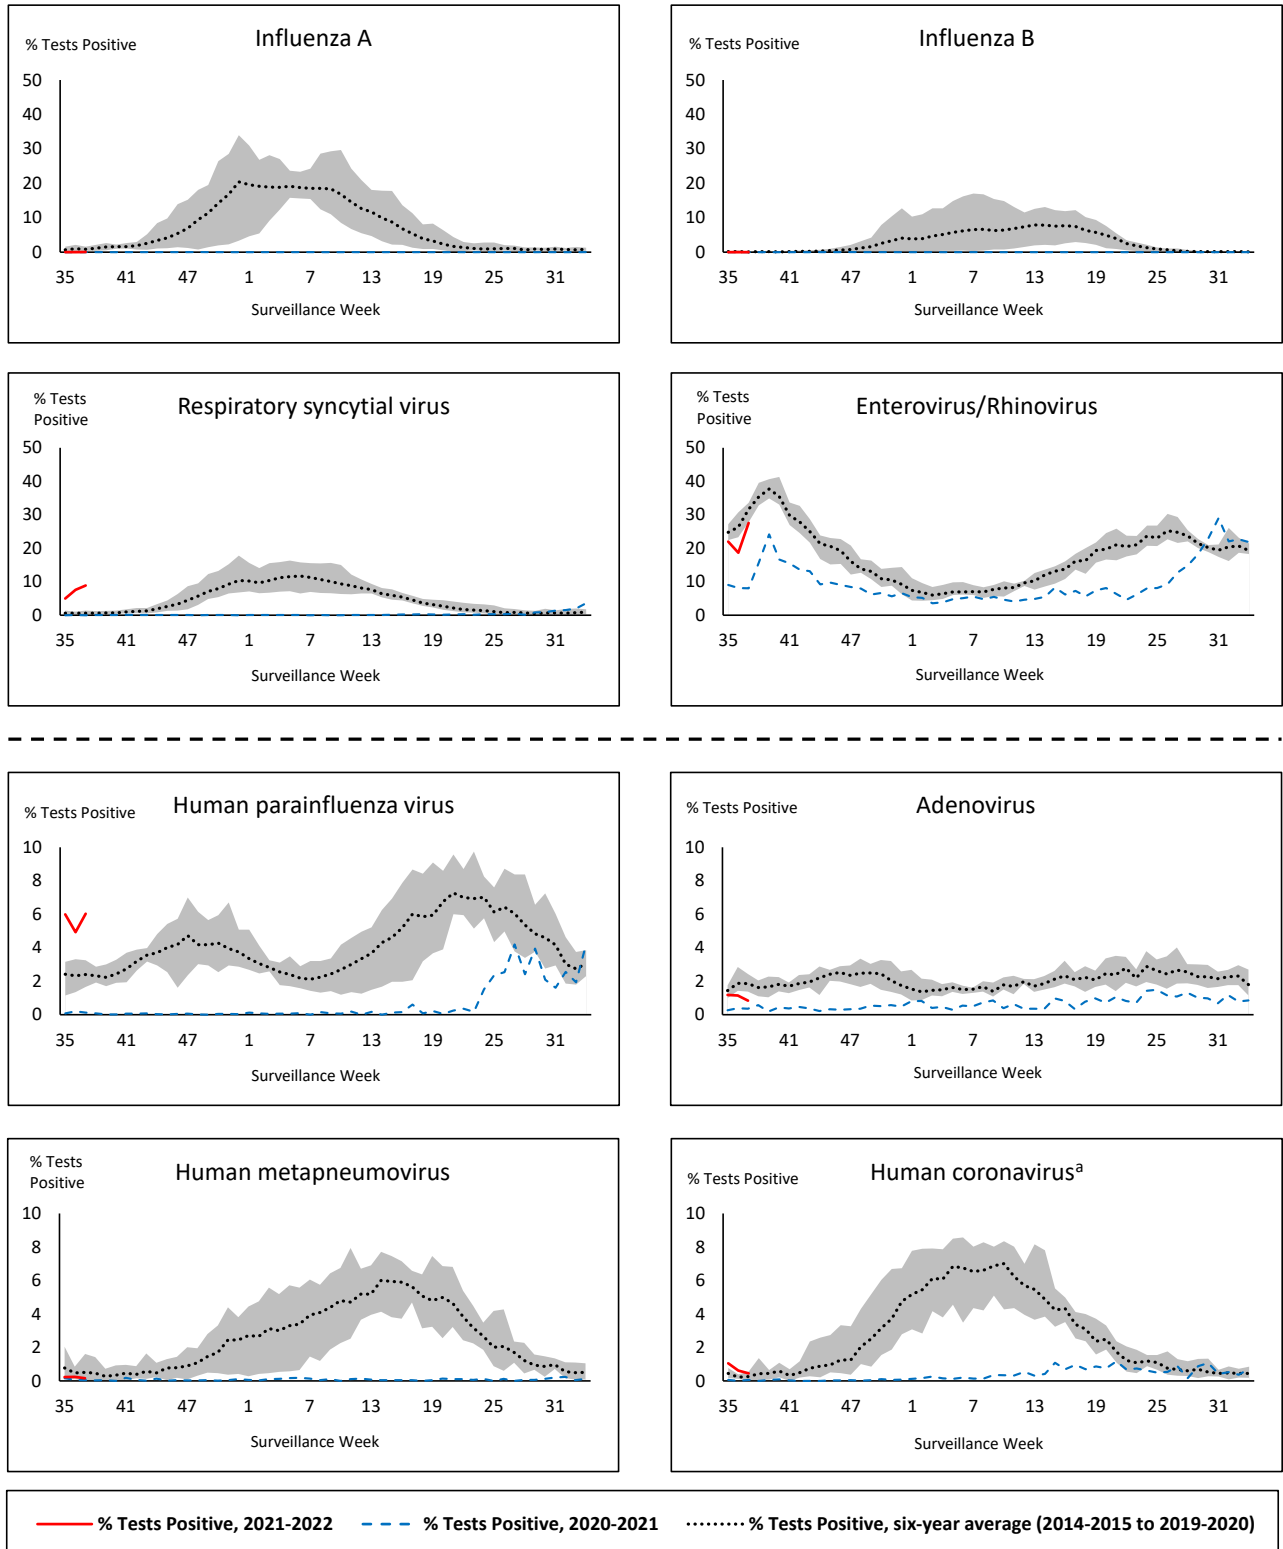 Influenza A
% Tests Positive
50
40
30
20
10
0
35 41 47 1 7 13 19 25 31
Surveillance Week
Influenza B
% Tests Positive
50
40
30
20
10
0
35 41 47 1 7 13 19 25 31
Surveillance Week
Respiratory syncytial virus
% Tests
Positive
50
40
30
20
10
0
35 41 47 1 7 13 19 25 31
Surveillance Week
Enterovirus/Rhinovirus
% Tests
Positive
50
40
30
20
10
0
35 41 47 1 7 13 19 25 31
Surveillance Week
Human parainfluenza virus
% Tests Positive
10
8
6
4
2
0
35 41 47 1 7 13 19 25 31
Surveillance Week
Adenovirus
% Tests Positive
10
8
6
4
2
0
35 41 47 1 7 13 19 25 31
Surveillance Week
Human metapneumovirus
% Tests
Positive
10
8
6
4
2
0
35 41 47 1 7 13 19 25 31
Surveillance Week
Human coronavirusᵃ
% Tests Positive
10
8
6
4
2
0
35 41 47 1 7 13 19 25 31
Surveillance Week
% Tests Positive, 2021-2022 % Tests Positive, 2020-2021 % Tests Positive, six-year average (2014-2015 to 2019-2020)